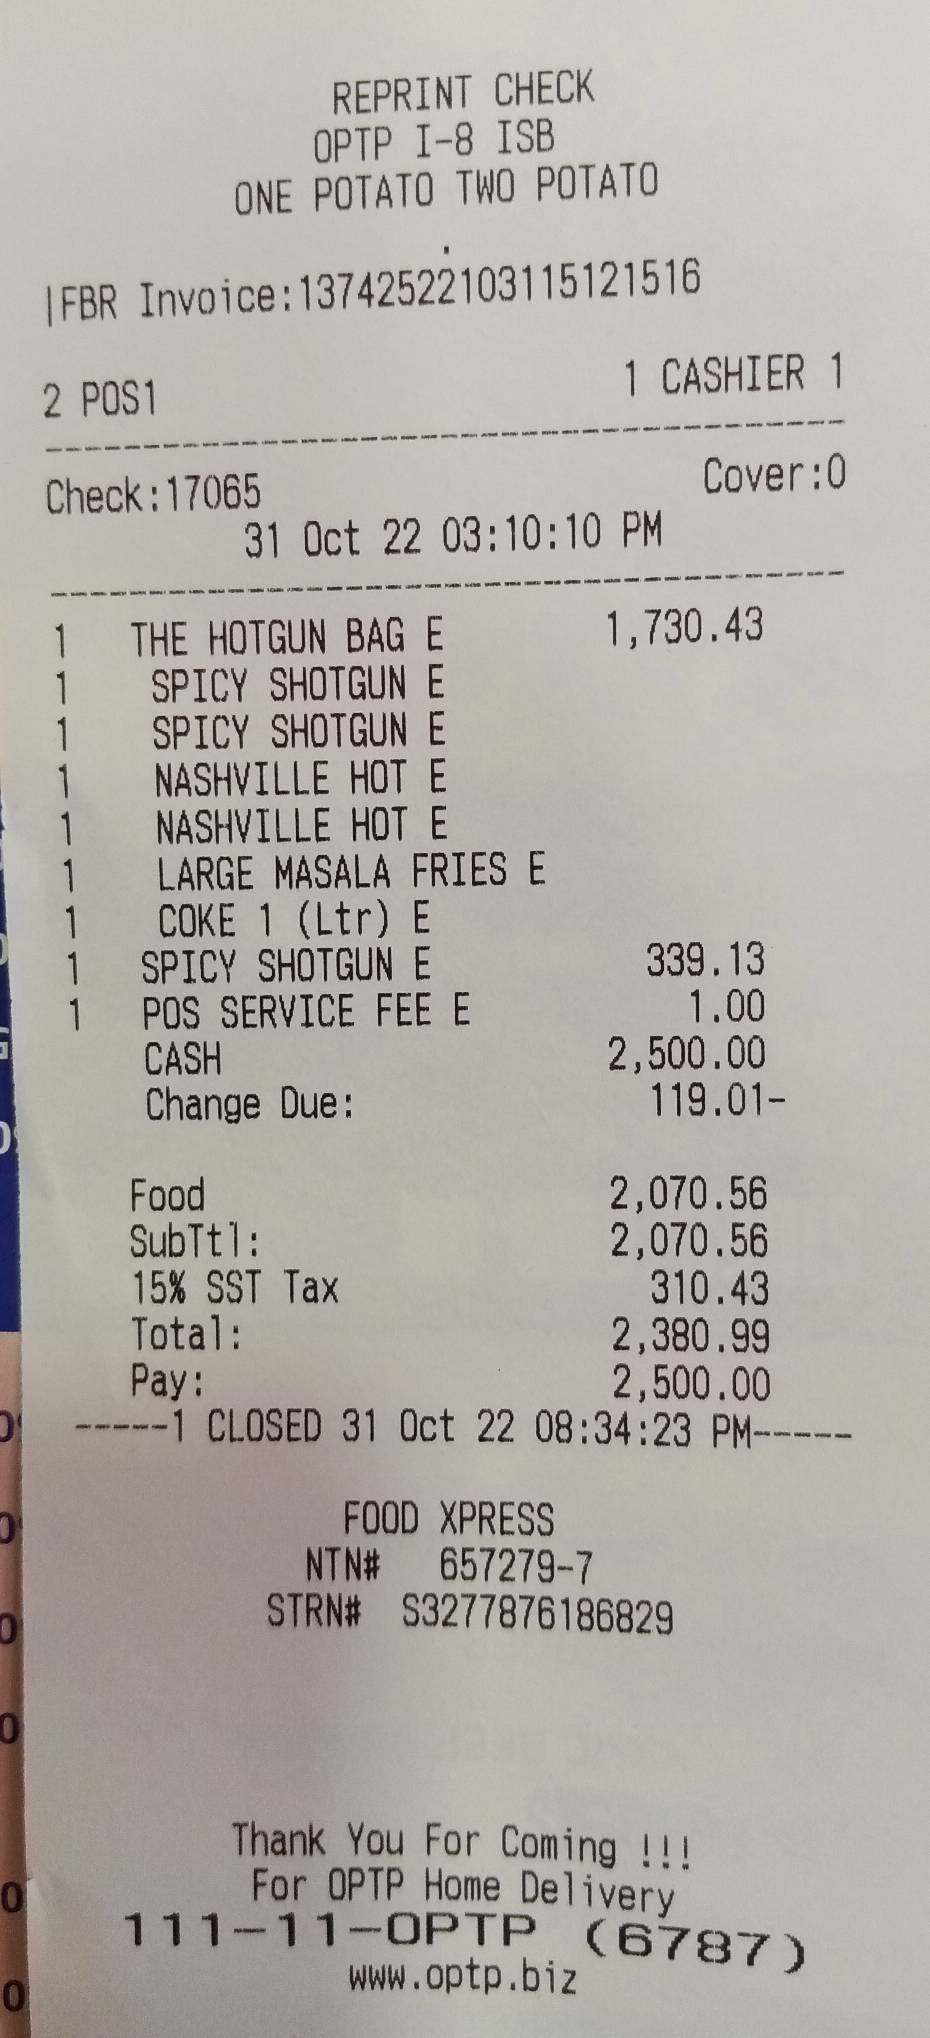 REPRINT CHECK
OPTP I-8 ISB
ONE POTATO TWO POTATO
.
|FBR Invoice:137425221031151​21516
2 POS1 1 CASHIER 1
----------------------------------------
Check:17065 Cover:0
31 Oct 22 03:10:10 PM
----------------------------------------
1 THE HOTGUN BAG E 1,730.43
1 SPICY SHOTGUN E
1 SPICY SHOTGUN E
1 NASHVILLE HOT E
1 NASHVILLE HOT E
1 LARGE MASALA FRIES E
1 COKE 1 (Ltr) E
1 SPICY SHOTGUN E 339.13
1 POS SERVICE FEE E 1.00
CASH 2,500.00
Change Due: 119.01-
Food 2,070.56
SubTtl: 2,070.56
15% SST Tax 310.43
Total: 2,380.99
Pay: 2,500.00
-----1 CLOSED 31 Oct 22 08:34:23 PM-----
FOOD XPRESS
NTN# 657279-7
STRN# S3277876186829
Thank You For Coming !!!
For OPTP Home Delivery
111-11-OPTP (6787)
www.optp.biz